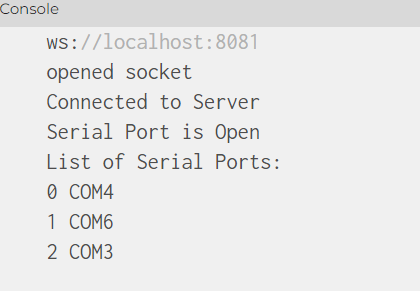 Console
ws://localhost:8081
opened socket
Connected to Server
Serial Port is Open
List of Serial Ports:
0 COM4
1 COM6
2 COM3